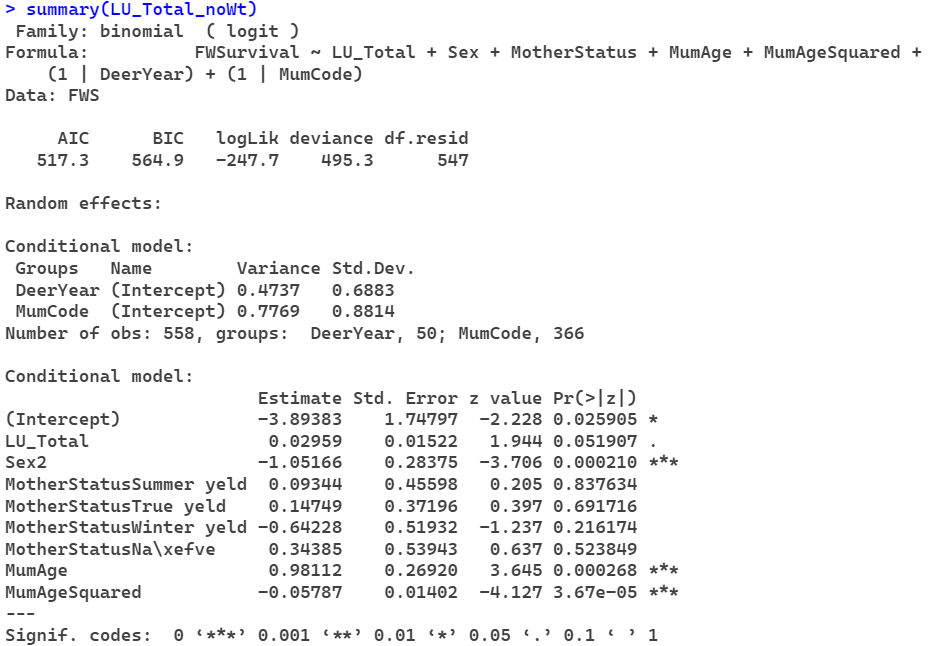 > summary(LU_Total_noWt)
 Family: binomial  ( logit )
Formula:          FWSurvival ~ LU_Total + Sex + MotherStatus + MumAge + MumAgeSquared +
    (1 | DeerYear) + (1 | MumCode)
Data: FWS

     AIC      BIC   logLik deviance df.resid
   517.3    564.9   -247.7    495.3      547

Random effects:

Conditional model:
 Groups   Name        Variance Std.Dev.
 DeerYear (Intercept) 0.4737   0.6883
 MumCode  (Intercept) 0.7769   0.8814
Number of obs: 558, groups:  DeerYear, 50; MumCode, 366

Conditional model:
                        Estimate Std. Error z value Pr(>|z|)
(Intercept)             -3.89383    1.74797  -2.228 0.025905 *
LU_Total                 0.02959    0.01522   1.944 0.051907 .
Sex2                    -1.05166    0.28375  -3.706 0.000210 ***
MotherStatusSummer yeld  0.09344    0.45598   0.205 0.837634
MotherStatusTrue yeld    0.14749    0.37196   0.397 0.691716
MotherStatusWinter yeld -0.64228    0.51932  -1.237 0.216174
MotherStatusNa\xefve     0.34385    0.53943   0.637 0.523849
MumAge                   0.98112    0.26920   3.645 0.000268 ***
MumAgeSquared           -0.05787    0.01402  -4.127 3.67e-05 ***
---
Signif. codes:  0 ‘***’ 0.001 ‘**’ 0.01 ‘*’ 0.05 ‘.’ 0.1 ‘ ’ 1